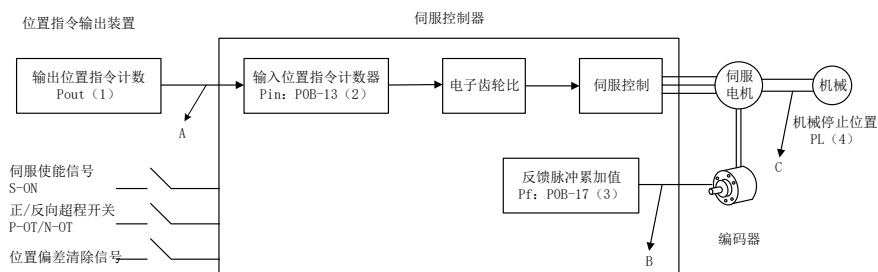 位置指令输出装置
伺服控制器
输出位置指令计数
Pout（1）
A
输入位置指令计数器
Pin：POB-13（2）
电子齿轮比
伺服控制
伺服
电机
机械
机械停止位置
PL（4）
C
伺服使能信号
S-ON
正/反向超程开关
P-OT/N-OT
位置偏差清除信号
反馈脉冲累加值
Pf：POB-17（3）
B
编码器